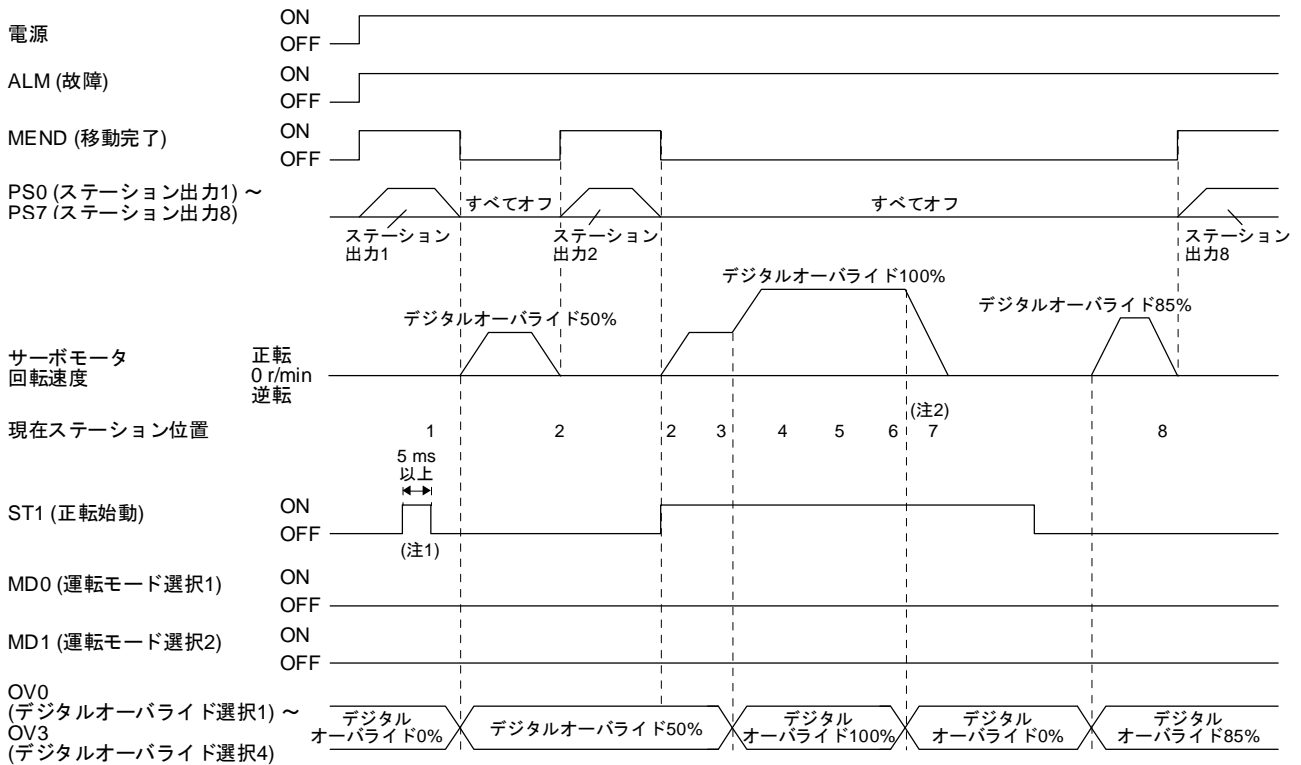 電源
ON
OFF
ALM (故障)
ON
OFF
MEND (移動完了)
ON
OFF
PS0 (ステーション出力1) ～
PS7 (ステーション出力8)
すべてオフ
すべてオフ
ステーション
出力1
ステーション
出力2
ステーション
出力8
デジタルオーバライド50%
デジタルオーバライド100%
デジタルオーバライド85%
サーボモータ
回転速度
正転
0 r/min
逆転
現在ステーション位置
1 2 2 3 4 5 6 7 8
(注2)
5 ms
以上
ST1 (正転始動)
ON
OFF
(注1)
MD0 (運転モード選択1)
ON
OFF
MD1 (運転モード選択2)
ON
OFF
OV0
(デジタルオーバライド選択1) ～
OV3
(デジタルオーバライド選択4)
デジタル
オーバライド0%
デジタルオーバライド50%
デジタル
オーバライド100%
デジタル
オーバライド0%
デジタル
オーバライド85%